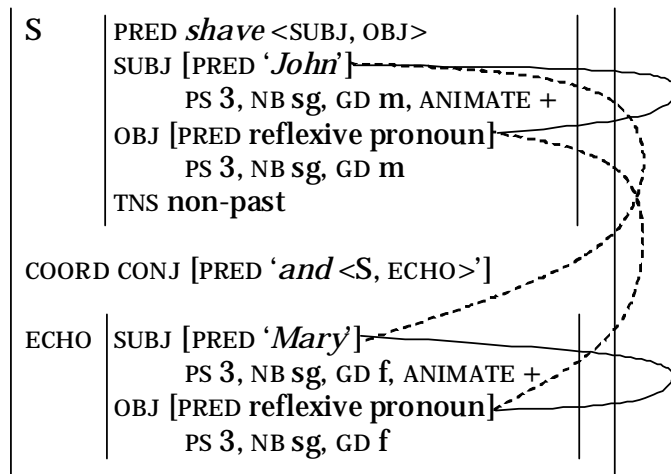 S PRED shave <SUBJ, OBJ>
SUBJ [PRED ‘John’]
PS 3, NB sg, GD m, ANIMATE +
OBJ [PRED reflexive pronoun]
PS 3, NB sg, GD m
TNS non-past
COORD CONJ [PRED ‘and <S, ECHO>’]
ECHO SUBJ [PRED ‘Mary’]
PS 3, NB sg, GD f, ANIMATE +
OBJ [PRED reflexive pronoun]
PS 3, NB sg, GD f